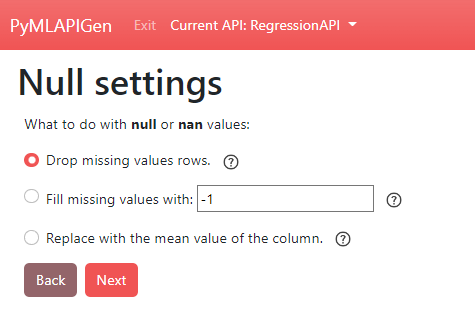 PyMLAPIGen Exit Current API: RegressionAPI
Null settings
What to do with null or nan values:
Drop missing values rows. ?
Fill missing values with: -1 ?
Replace with the mean value of the column. ?
Back Next